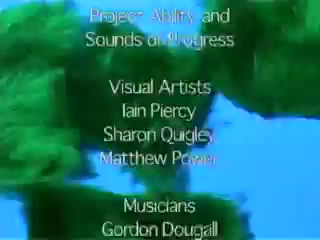 Project Ability and
Sounds of Progress
Visual Artists
Iain Piercy
Sharon Quigley
Matthew Power
Musicians
Gordon Dougall